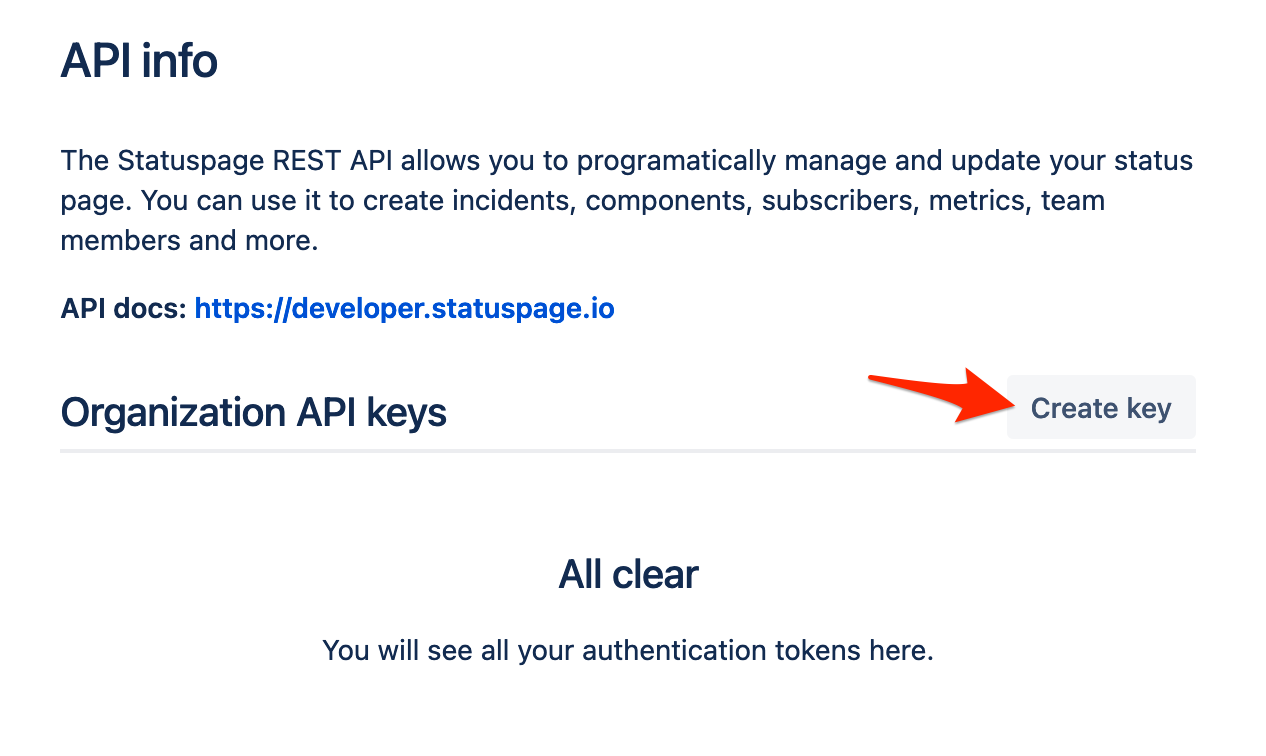 API info
The Statuspage REST API allows you to programatically manage and update your status
page. You can use it to create incidents, components, subscribers, metrics, team
members and more.
API docs: https://developer.statuspage.io
Organization API keys
Create key
All clear
You will see all your authentication tokens here.